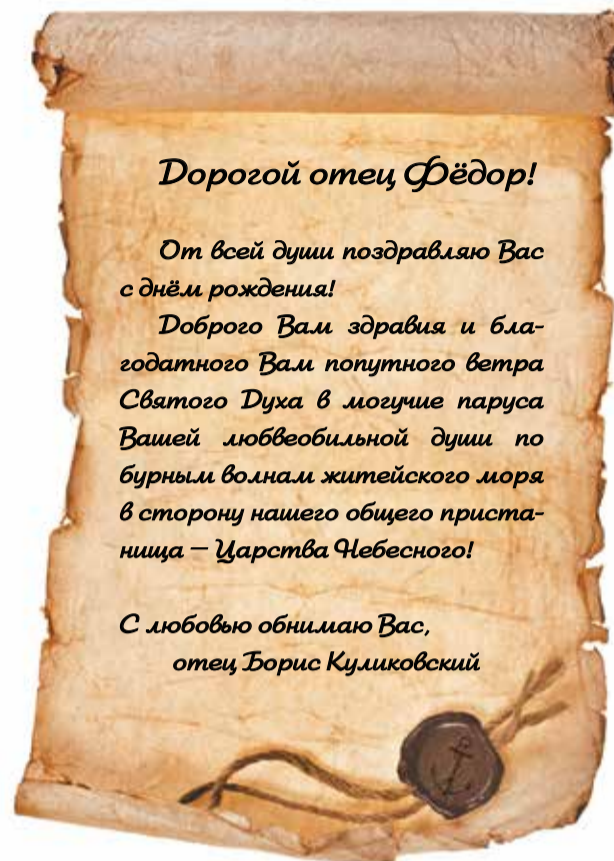 Дорогой отец Фёдор!
От всей души поздравляю Вас
с днём рождения!
Доброго Вам здравия и бла-
годатного Вам попутного ветра
Святого Духа в могучие паруса
Вашей любвеобильной души по
бурным волнам житейского моря
в сторону нашего общего приста-
нища – Царства Небесного!
С любовью обнимаю Вас,
отец Борис Куликовский